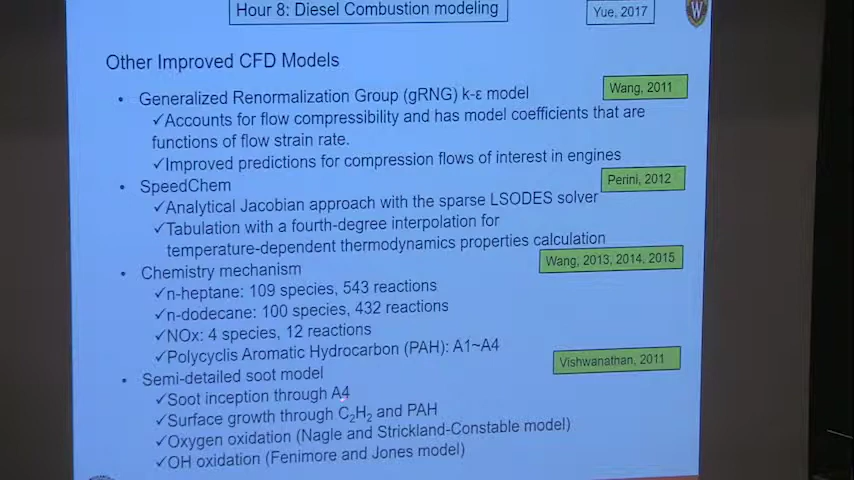 Hour 8: Diesel Combustion modeling
Yue, 2017
W
Other Improved CFD Models
• Generalized Renormalization Group (gRNG) k-ε model
Wang, 2011
✓Accounts for flow compressibility and has model coefficients that are
functions of flow strain rate.
✓Improved predictions for compression flows of interest in engines
• SpeedChem
Perini, 2012
✓Analytical Jacobian approach with the sparse LSODES solver
✓Tabulation with a fourth-degree interpolation for
temperature-dependent thermodynamics properties calculation
• Chemistry mechanism
Wang, 2013, 2014, 2015
✓n-heptane: 109 species, 543 reactions
✓n-dodecane: 100 species, 432 reactions
✓NOx: 4 species, 12 reactions
✓Polycyclis Aromatic Hydrocarbon (PAH): A1~A4
• Semi-detailed soot model
Vishwanathan, 2011
✓Soot inception through A4
✓Surface growth through C₂H₂ and PAH
✓Oxygen oxidation (Nagle and Strickland-Constable model)
✓OH oxidation (Fenimore and Jones model)